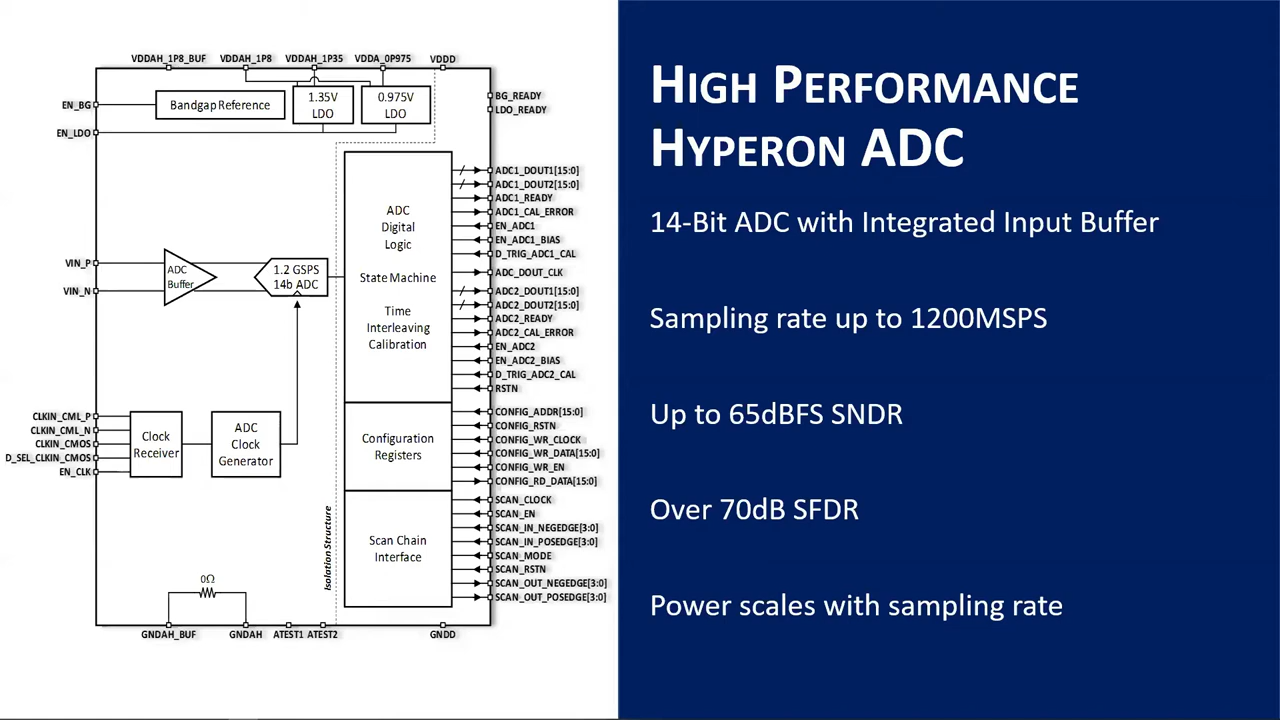 VDDAH_1P8_BUF VDDAH_1P8 VDDAH_1P35 VDDA_0P975 VDDD
EN_BG
EN_LDO
Bandgap Reference
1.35V
LDO
0.975V
LDO
BG_READY
LDO_READY
VIN_P
VIN_N
ADC
Buffer
1.2 GSPS
14b ADC
ADC
Digital
Logic
State Machine
Time
Interleaving
Calibration
ADC1_DOUT1[15:0]
ADC1_DOUT2[15:0]
ADC1_READY
ADC1_CAL_ERROR
EN_ADC1
EN_ADC1_BIAS
D_TRIG_ADC1_CAL
ADC_DOUT_CLK
ADC2_DOUT1[15:0]
ADC2_DOUT2[15:0]
ADC2_READY
ADC2_CAL_ERROR
EN_ADC2
EN_ADC2_BIAS
D_TRIG_ADC2_CAL
RSTN
CLKIN_CML_P
CLKIN_CML_N
CLKIN_CMOS
D_SEL_CLKIN_CMOS
EN_CLK
Clock
Receiver
ADC
Clock
Generator
Configuration
Registers
CONFIG_ADDR[15:0]
CONFIG_RSTN
CONFIG_WR_CLOCK
CONFIG_WR_DATA[15:0]
CONFIG_WR_EN
CONFIG_RD_DATA[15:0]
Isolation Structure
Scan Chain
Interface
SCAN_CLOCK
SCAN_EN
SCAN_IN_NEGEDGE[3:0]
SCAN_IN_POSEDGE[3:0]
SCAN_MODE
SCAN_RSTN
SCAN_OUT_NEGEDGE[3:0]
SCAN_OUT_POSEDGE[3:0]
0Ω
GNDAH_BUF GNDAH ATEST1 ATEST2 GNDD
HIGH PERFORMANCE
HYPERON ADC
14-Bit ADC with Integrated Input Buffer
Sampling rate up to 1200MSPS
Up to 65dBFS SNDR
Over 70dB SFDR
Power scales with sampling rate